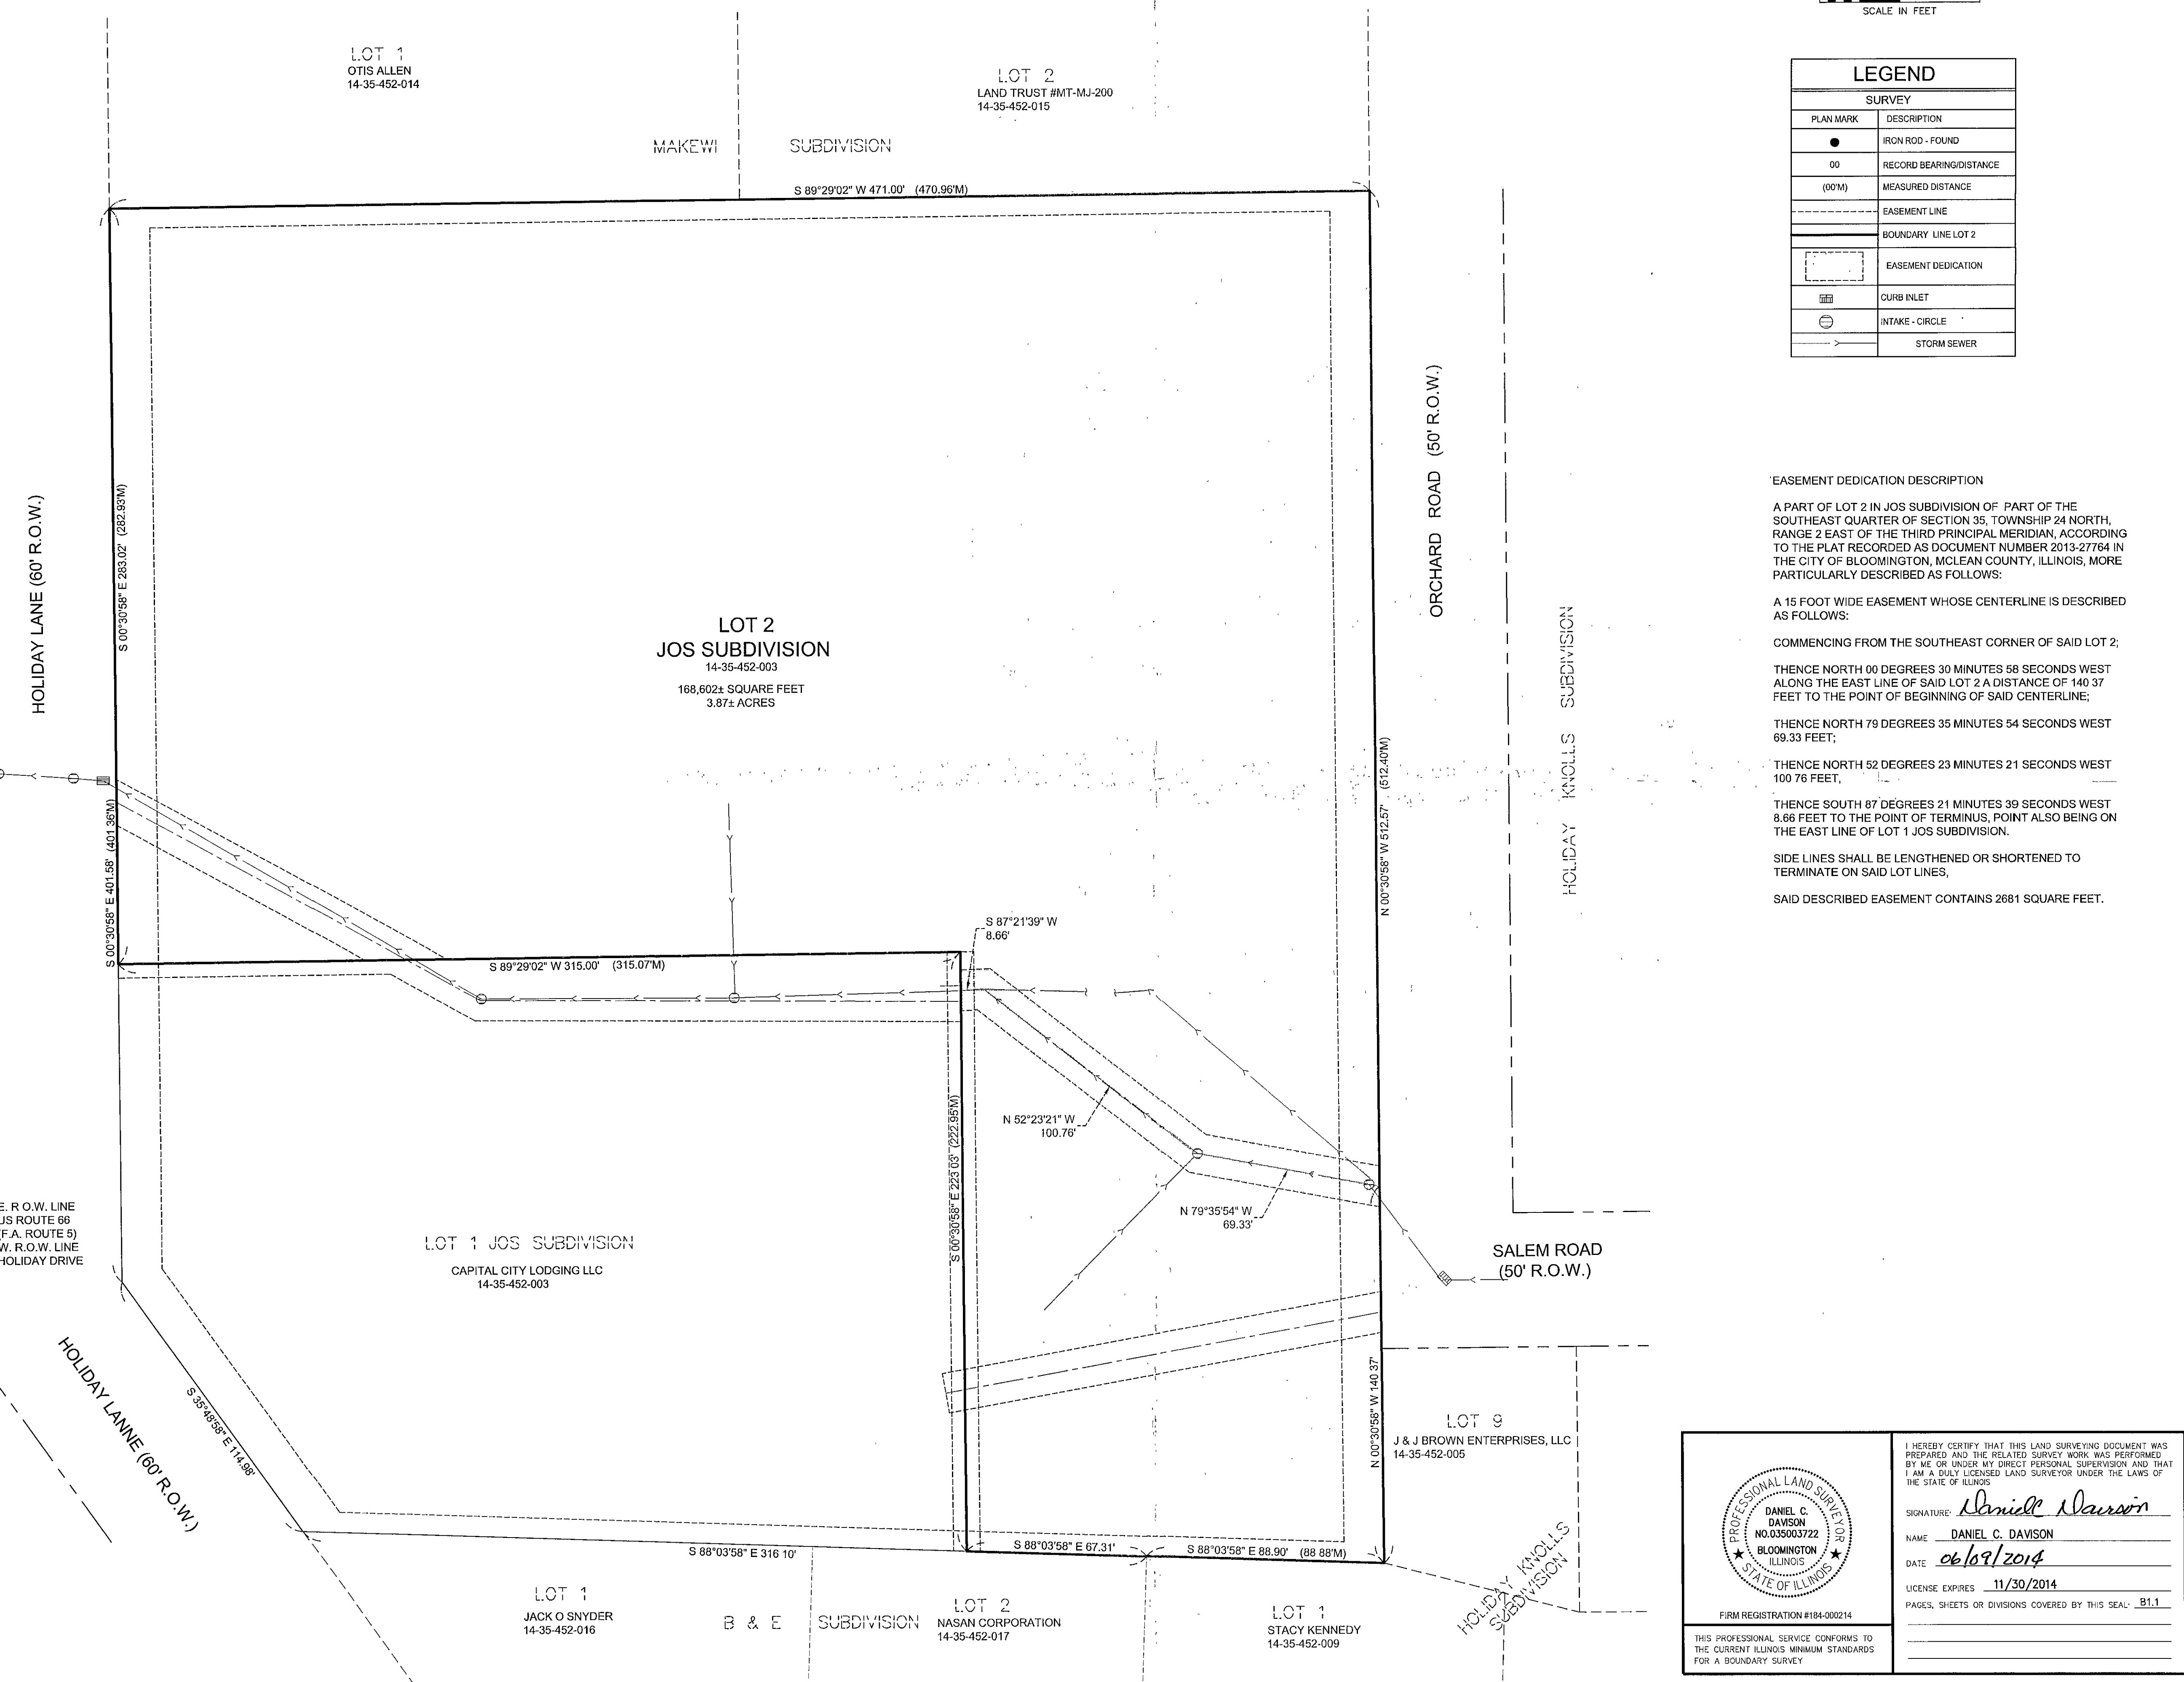 SCALE IN FEET
LOT 1
OTIS ALLEN
14-35-452-014
LOT 2
LAND TRUST #MT-MJ-200
14-35-452-015
MAKEWI SUBDIVISION
S 89°29'02" W 471.00' (470.96'M)
LEGEND
SURVEY
PLAN MARK DESCRIPTION
IRON ROD - FOUND
00 RECORD BEARING/DISTANCE
(00'M) MEASURED DISTANCE
EASEMENT LINE
BOUNDARY LINE LOT 2
EASEMENT DEDICATION
CURB INLET
INTAKE - CIRCLE
STORM SEWER
HOLIDAY LANE (60' R.O.W.)
S 00°30'58" E 283.02' (282.93'M)
S 00°30'58" E 401.58' (401 36'M)
LOT 2
JOS SUBDIVISION
14-35-452-003
168,602± SQUARE FEET
3.87± ACRES
ORCHARD ROAD (50' R.O.W.)
HOLIDAY KNOLLS SUBDIVISION
N 00°30'58" W 512.57' (512.40'M)
EASEMENT DEDICATION DESCRIPTION
A PART OF LOT 2 IN JOS SUBDIVISION OF PART OF THE
SOUTHEAST QUARTER OF SECTION 35, TOWNSHIP 24 NORTH,
RANGE 2 EAST OF THE THIRD PRINCIPAL MERIDIAN, ACCORDING
TO THE PLAT RECORDED AS DOCUMENT NUMBER 2013-27764 IN
THE CITY OF BLOOMINGTON, MCLEAN COUNTY, ILLINOIS, MORE
PARTICULARLY DESCRIBED AS FOLLOWS:
A 15 FOOT WIDE EASEMENT WHOSE CENTERLINE IS DESCRIBED
AS FOLLOWS:
COMMENCING FROM THE SOUTHEAST CORNER OF SAID LOT 2;
THENCE NORTH 00 DEGREES 30 MINUTES 58 SECONDS WEST
ALONG THE EAST LINE OF SAID LOT 2 A DISTANCE OF 140 37
FEET TO THE POINT OF BEGINNING OF SAID CENTERLINE;
THENCE NORTH 79 DEGREES 35 MINUTES 54 SECONDS WEST
69.33 FEET;
THENCE NORTH 52 DEGREES 23 MINUTES 21 SECONDS WEST
100 76 FEET,
THENCE SOUTH 87 DEGREES 21 MINUTES 39 SECONDS WEST
8.66 FEET TO THE POINT OF TERMINUS, POINT ALSO BEING ON
THE EAST LINE OF LOT 1 JOS SUBDIVISION.
SIDE LINES SHALL BE LENGTHENED OR SHORTENED TO
TERMINATE ON SAID LOT LINES,
SAID DESCRIBED EASEMENT CONTAINS 2681 SQUARE FEET.
S 89°29'02" W 315.00' (315.07'M)
S 87°21'39" W
8.66'
N 52°23'21" W
100.76'
S 00°30'58" E 223 03' (222.95'M)
N 79°35'54" W
69.33'
E. R O.W. LINE
US ROUTE 66
(F.A. ROUTE 5)
W. R.O.W. LINE
HOLIDAY DRIVE
LOT 1 JOS SUBDIVISION
CAPITAL CITY LODGING LLC
14-35-452-003
SALEM ROAD
(50' R.O.W.)
HOLIDAY LANNE (60' R.O.W.)
S 35°48'58" E 114.98'
N 00°30'58" W 140 37'
LOT 9
J & J BROWN ENTERPRISES, LLC
14-35-452-005
S 88°03'58" E 316 10'
S 88°03'58" E 67.31'
S 88°03'58" E 88.90' (88 88'M)
LOT 1
JACK O SNYDER
14-35-452-016
B & E SUBDIVISION
LOT 2
NASAN CORPORATION
14-35-452-017
LOT 1
STACY KENNEDY
14-35-452-009
HOLIDAY KNOLLS
SUBDIVISION
PROFESSIONAL LAND SURVEYOR
DANIEL C.
DAVISON
NO.035003722
BLOOMINGTON
ILLINOIS
STATE OF ILLINOIS
FIRM REGISTRATION #184-000214
THIS PROFESSIONAL SERVICE CONFORMS TO
THE CURRENT ILLINOIS MINIMUM STANDARDS
FOR A BOUNDARY SURVEY
I HEREBY CERTIFY THAT THIS LAND SURVEYING DOCUMENT WAS
PREPARED AND THE RELATED SURVEY WORK WAS PERFORMED
BY ME OR UNDER MY DIRECT PERSONAL SUPERVISION AND THAT
I AM A DULY LICENSED LAND SURVEYOR UNDER THE LAWS OF
THE STATE OF ILLINOIS
SIGNATURE: Daniel C Davison
NAME DANIEL C. DAVISON
DATE 06/09/2014
LICENSE EXPIRES 11/30/2014
PAGES, SHEETS OR DIVISIONS COVERED BY THIS SEAL· B1.1